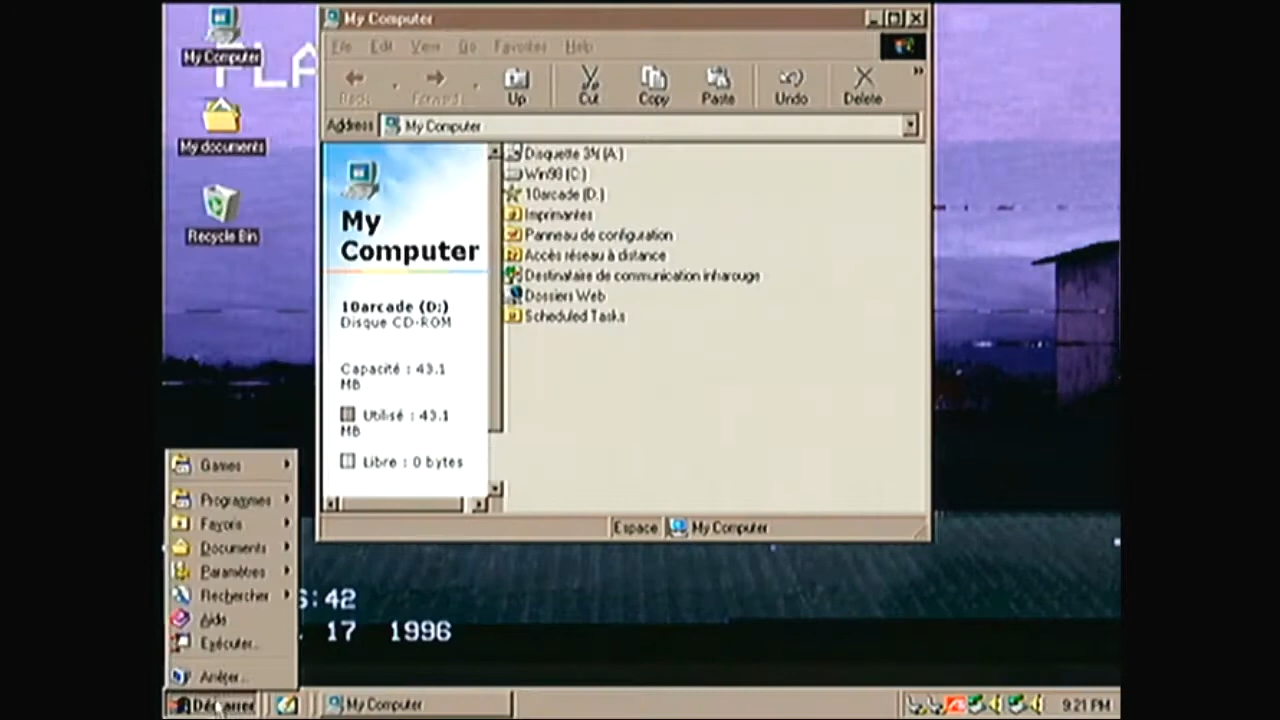 My Computer
My documents
Recycle Bin
PLA
My Computer
File Edit View Go Favorites Help
Back Forward Up Cut Copy Paste Undo Delete »
Address My Computer
My
Computer
10arcade (D:)
Disque CD-ROM
Capacité : 43.1
MB
Utilisé : 43.1
MB
Libre : 0 bytes
Disquette 3½ (A:)
Win98 (C:)
10arcade (D:)
Imprimantes
Panneau de configuration
Accès réseau à distance
Destinataire de communication infrarouge
Dossiers Web
Scheduled Tasks
Espace My Computer
Games
Programmes
Favoris
Documents
Paramètres
Rechercher
Aide
Exécuter...
Arrêter...
:42
17 1996
Démarrer
My Computer
9:21 PM